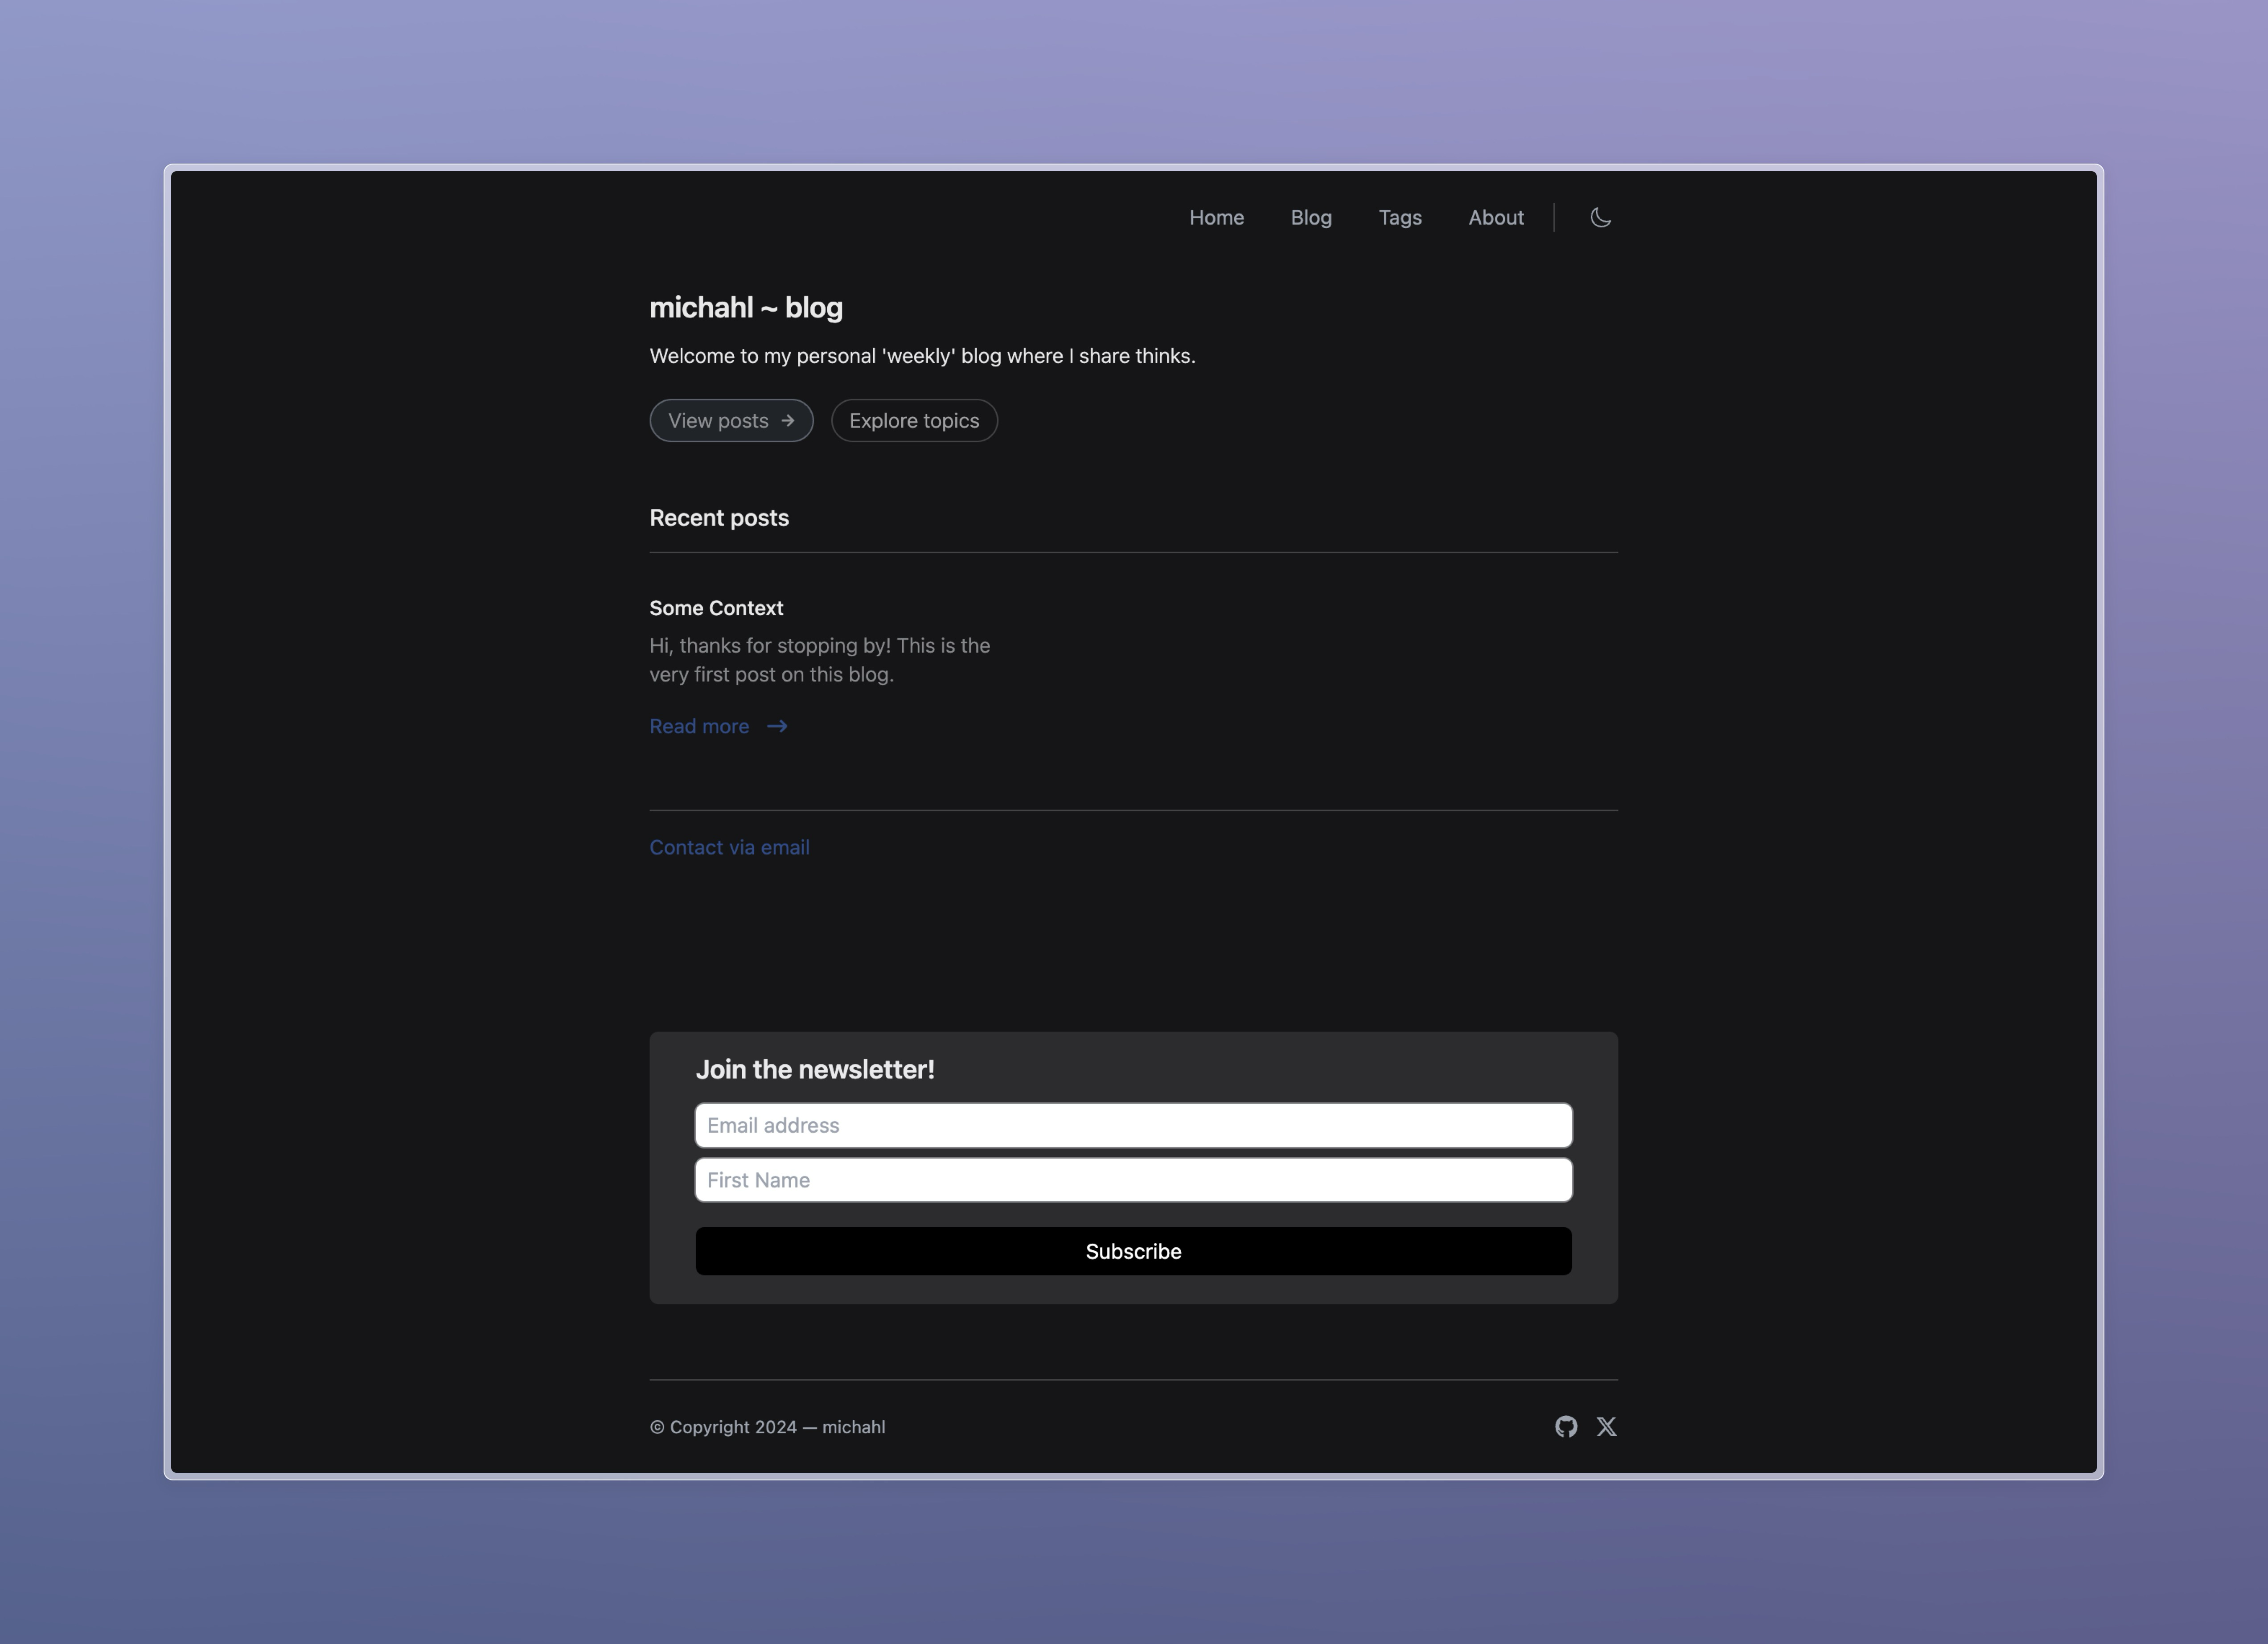 Home Blog Tags About
michahl ~ blog
Welcome to my personal 'weekly' blog where I share thinks.
View posts → Explore topics
Recent posts
Some Context
Hi, thanks for stopping by! This is the
very first post on this blog.
Read more →
Contact via email
Join the newsletter!
Email address
First Name
Subscribe
© Copyright 2024 — michahl